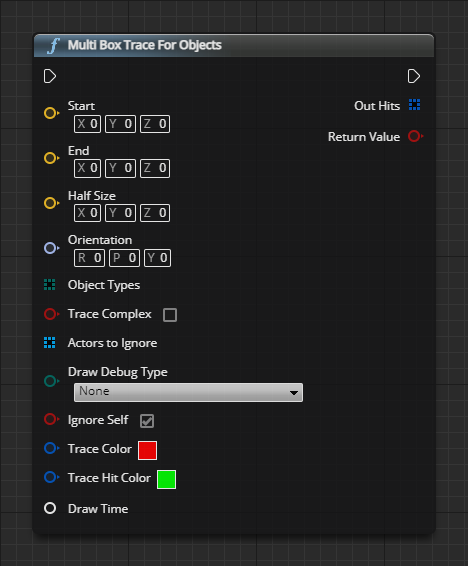 f Multi Box Trace For Objects
Start Out Hits
X 0 Y 0 Z 0
Return Value
End
X 0 Y 0 Z 0
Half Size
X 0 Y 0 Z 0
Orientation
R 0 P 0 Y 0
Object Types
Trace Complex
Actors to Ignore
Draw Debug Type
None
Ignore Self
Trace Color
Trace Hit Color
Draw Time